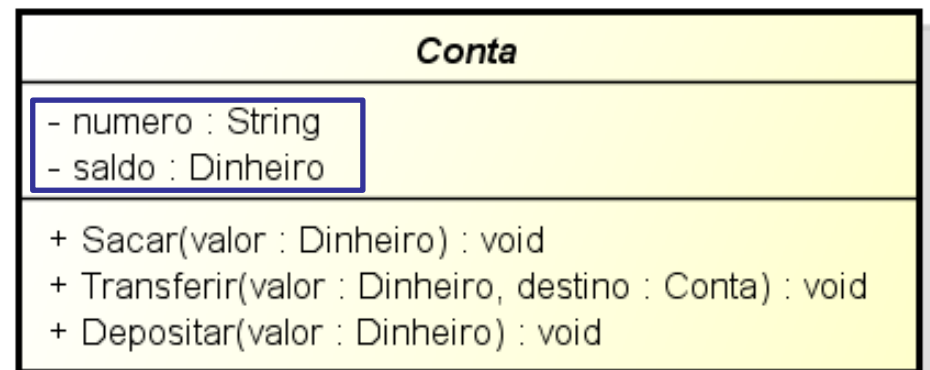 Conta
- numero : String
- saldo : Dinheiro
+ Sacar(valor : Dinheiro) : void
+ Transferir(valor : Dinheiro, destino : Conta) : void
+ Depositar(valor : Dinheiro) : void